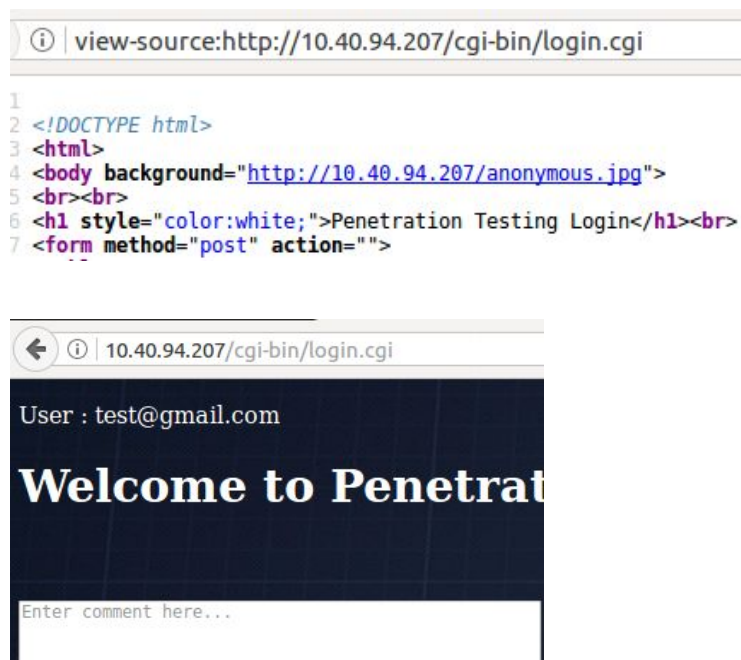 view-source:http://10.40.94.207/cgi-bin/login.cgi
1
2 <!DOCTYPE html>
3 <html>
4 <body background="http://10.40.94.207/anonymous.jpg">
5 <br><br>
6 <h1 style="color:white;">Penetration Testing Login</h1><br>
7 <form method="post" action="">
10.40.94.207/cgi-bin/login.cgi
User : test@gmail.com
Welcome to Penetrat
Enter comment here...